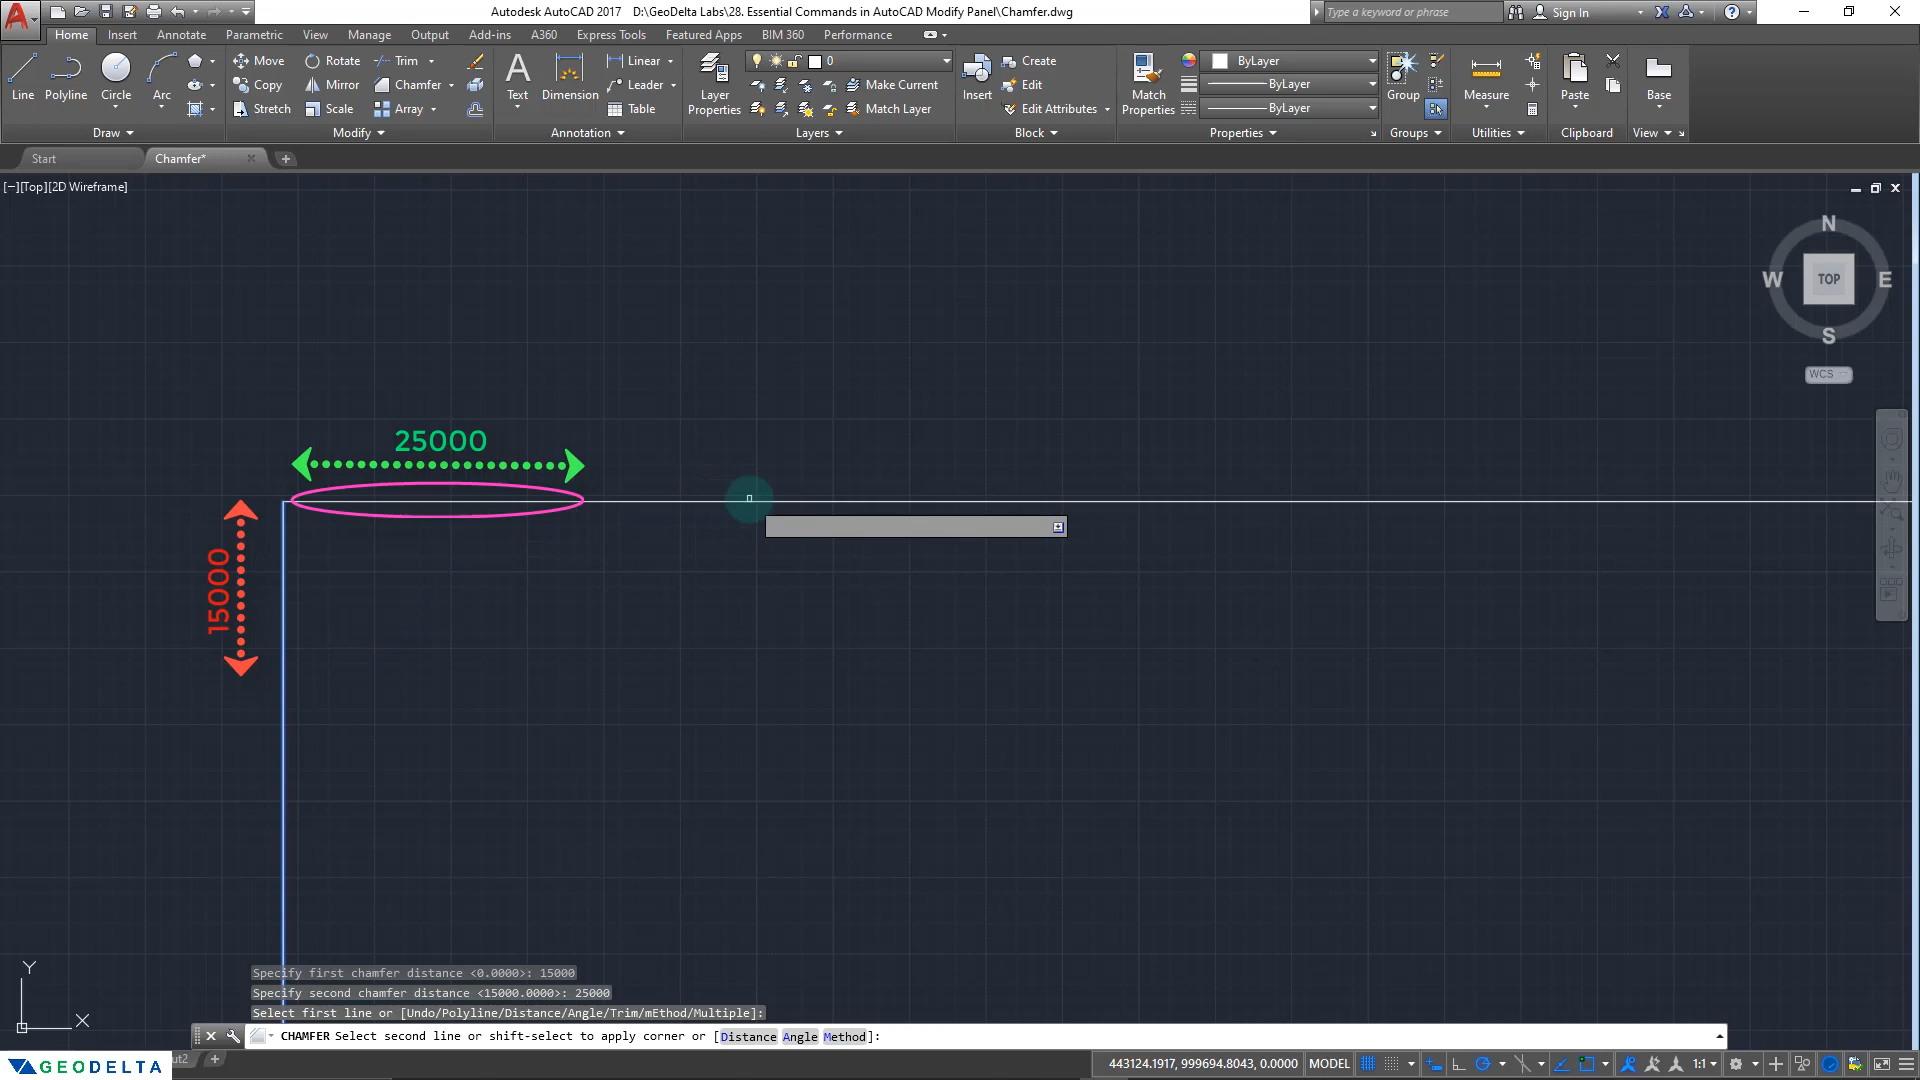 Autodesk AutoCAD 2017 D:\GeoDelta Labs\28. Essential Commands in AutoCAD Modify Panel\Chamfer.dwg
Type a keyword or phrase
Sign In
Home Insert Annotate Parametric View Manage Output Add-ins A360 Express Tools Featured Apps BIM 360 Performance
Move Rotate Trim Linear 0 Create ByLayer
Copy Mirror Chamfer Leader Make Current Edit ByLayer
Line Polyline Circle Arc Text Dimension Layer Properties Insert Match Properties Group Measure Paste Base
Stretch Scale Array Table Match Layer Edit Attributes ByLayer
Draw Modify Annotation Layers Block Properties Groups Utilities Clipboard View
Start Chamfer*
[−][Top][2D Wireframe]
N
W TOP E
S
WCS
25000
15000
Y
X
Specify first chamfer distance <0.0000>: 15000
Specify second chamfer distance <15000.0000>: 25000
Select first line or [Undo/Polyline/Distance/Angle/Trim/mEthod/Multiple]:
CHAMFER Select second line or shift-select to apply corner or [Distance Angle Method]:
GEODELTA
ut2
443124.1917, 999694.8043, 0.0000 MODEL 1:1